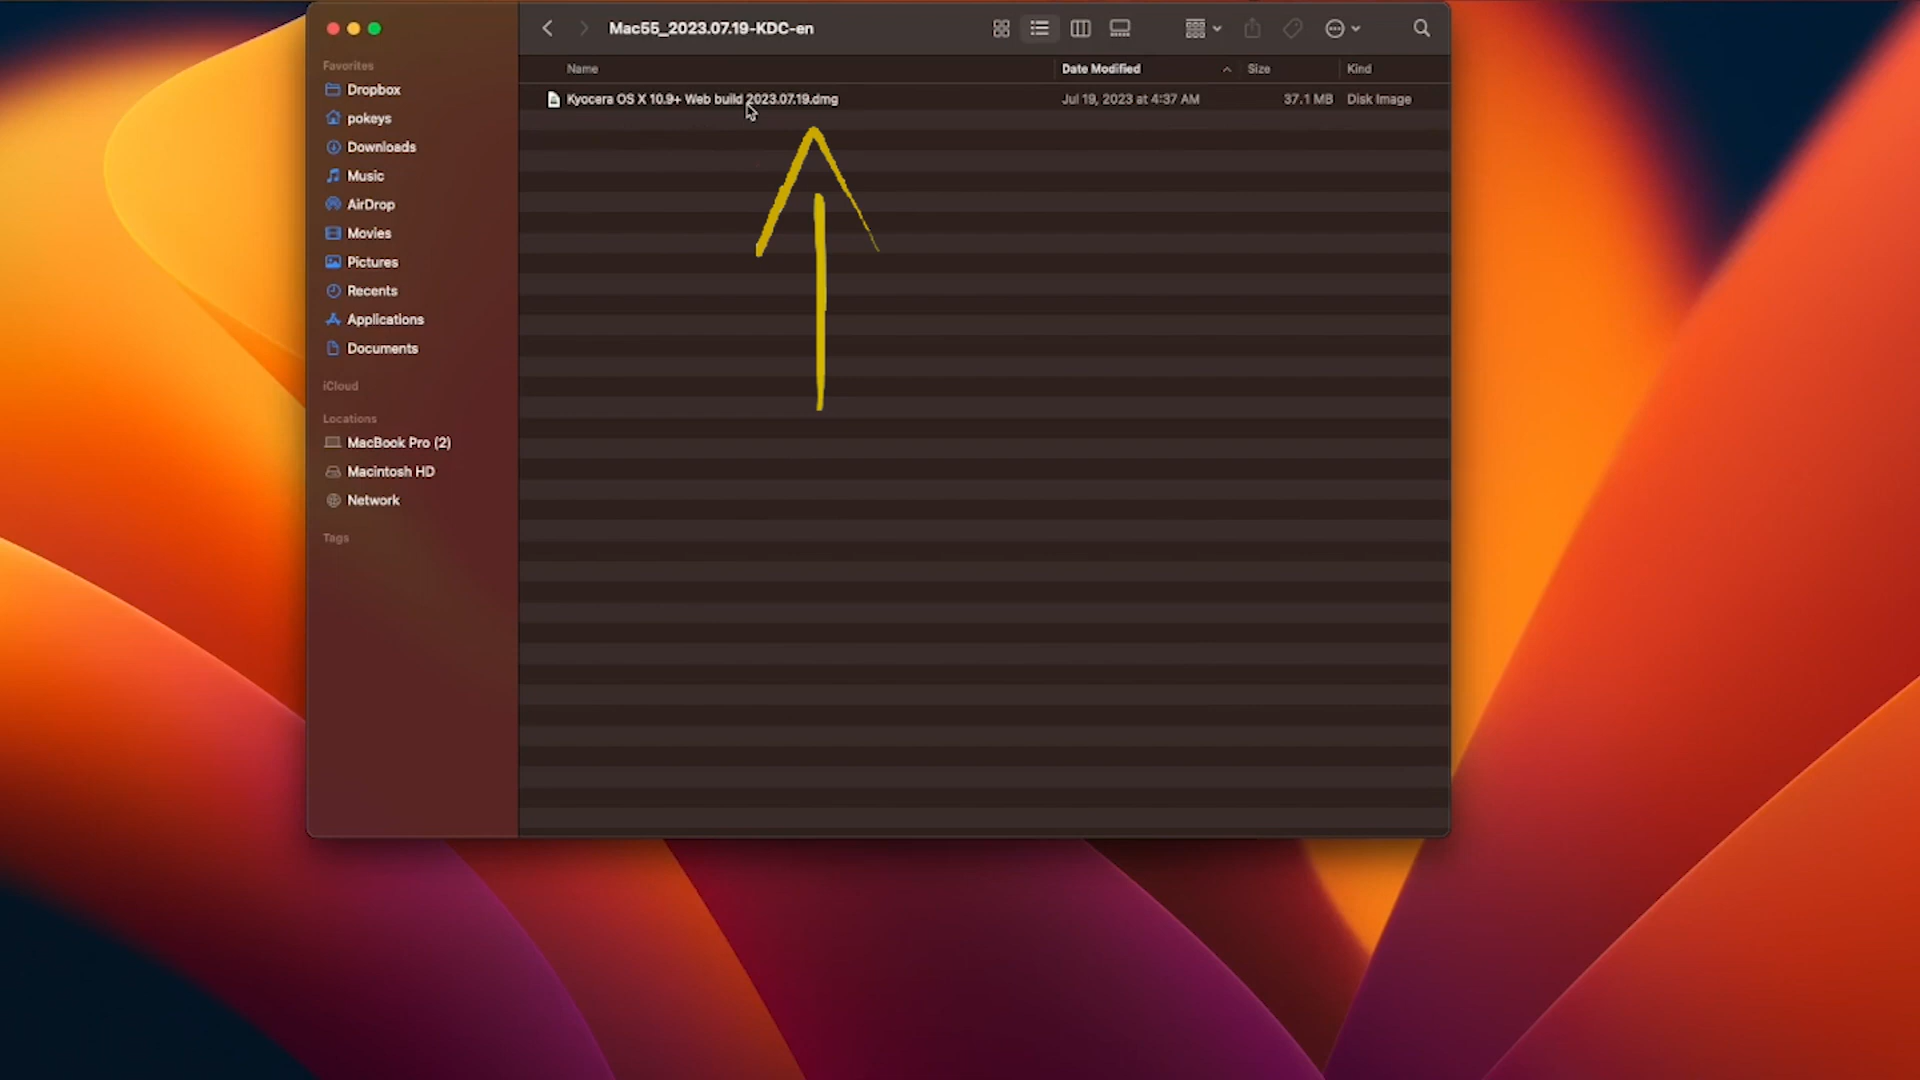 Mac55_2023.07.19-KDC-en
Favorites
Dropbox
pokeys
Downloads
Music
AirDrop
Movies
Pictures
Recents
Applications
Documents
iCloud
Locations
MacBook Pro (2)
Macintosh HD
Network
Tags
Name Date Modified Size Kind
Kyocera OS X 10.9+ Web build 2023.07.19.dmg Jul 19, 2023 at 4:37 AM 37.1 MB Disk Image